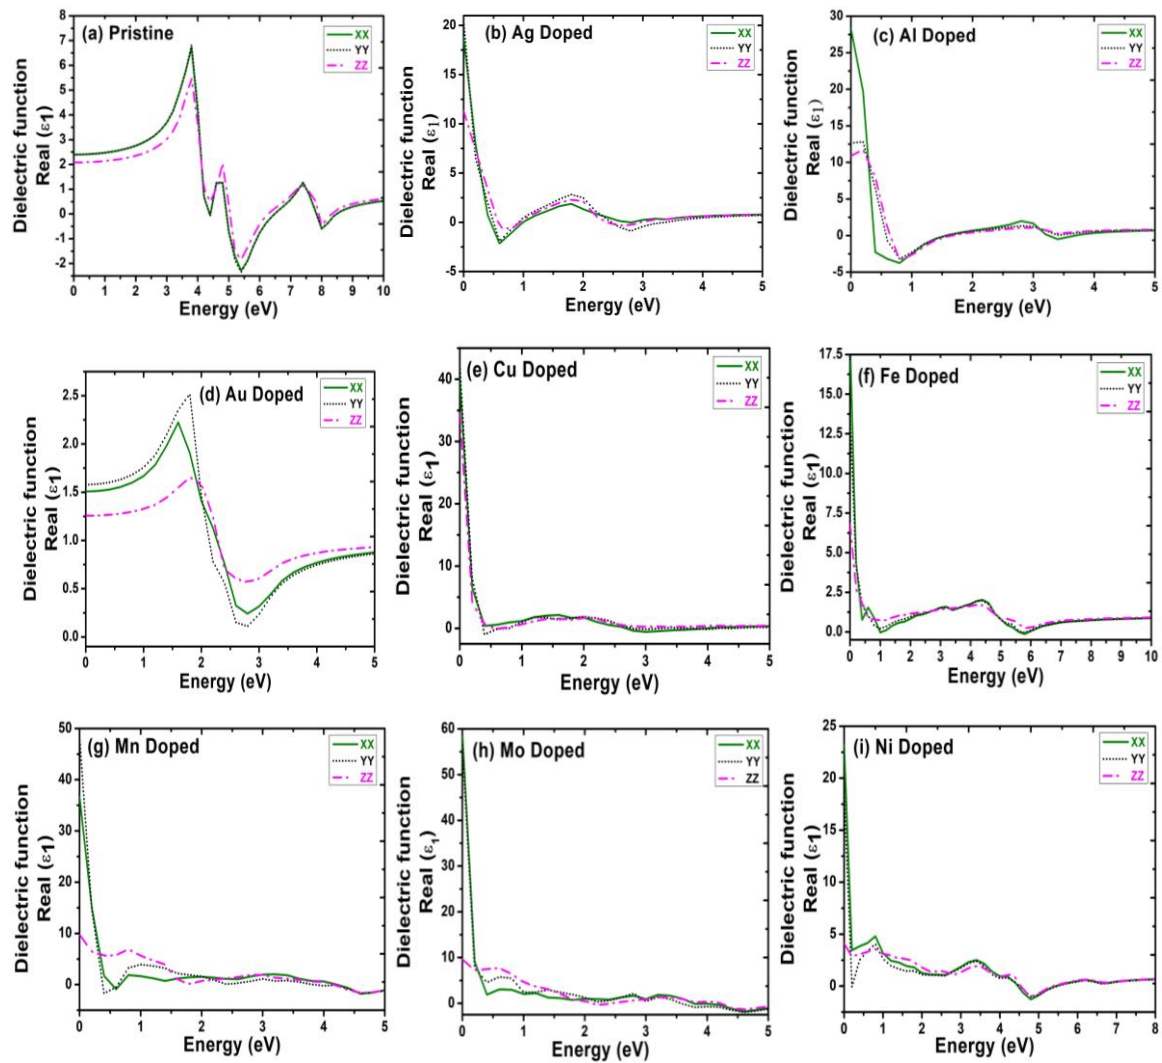 (a) Pristine
XX
YY
ZZ
Dielectric function
Real (ε1)
8
7
6
5
4
3
2
1
0
-1
-2
0 1 2 3 4 5 6 7 8 9 10
Energy (eV)
(b) Ag Doped
XX
YY
ZZ
Dielectric function
Real (ε1)
20
15
10
5
0
-5
0 1 2 3 4 5
Energy (eV)
(c) Al Doped
XX
YY
ZZ
Dielectric function
Real (ε1)
30
25
20
15
10
5
0
-5
0 1 2 3 4 5
Energy (eV)
(d) Au Doped
XX
YY
ZZ
Dielectric function
Real (ε1)
2.5
2.0
1.5
1.0
0.5
0.0
0 1 2 3 4 5
Energy (eV)
(e) Cu Doped
XX
YY
ZZ
Dielectric function
Real (ε1)
40
30
20
10
0
0 1 2 3 4 5
Energy (eV)
(f) Fe Doped
XX
YY
ZZ
Dielectric function
Real (ε1)
17.5
15.0
12.5
10.0
7.5
5.0
2.5
0.0
0 1 2 3 4 5 6 7 8 9 10
Energy (eV)
(g) Mn Doped
XX
YY
ZZ
Dielectric function
Real (ε1)
50
40
30
20
10
0
0 1 2 3 4 5
Energy (eV)
(h) Mo Doped
XX
YY
ZZ
Dielectric function
Real (ε1)
60
50
40
30
20
10
0
0 1 2 3 4 5
Energy (eV)
(i) Ni Doped
XX
YY
ZZ
Dielectric function
Real (ε1)
25
20
15
10
5
0
0 1 2 3 4 5 6 7 8
Energy (eV)